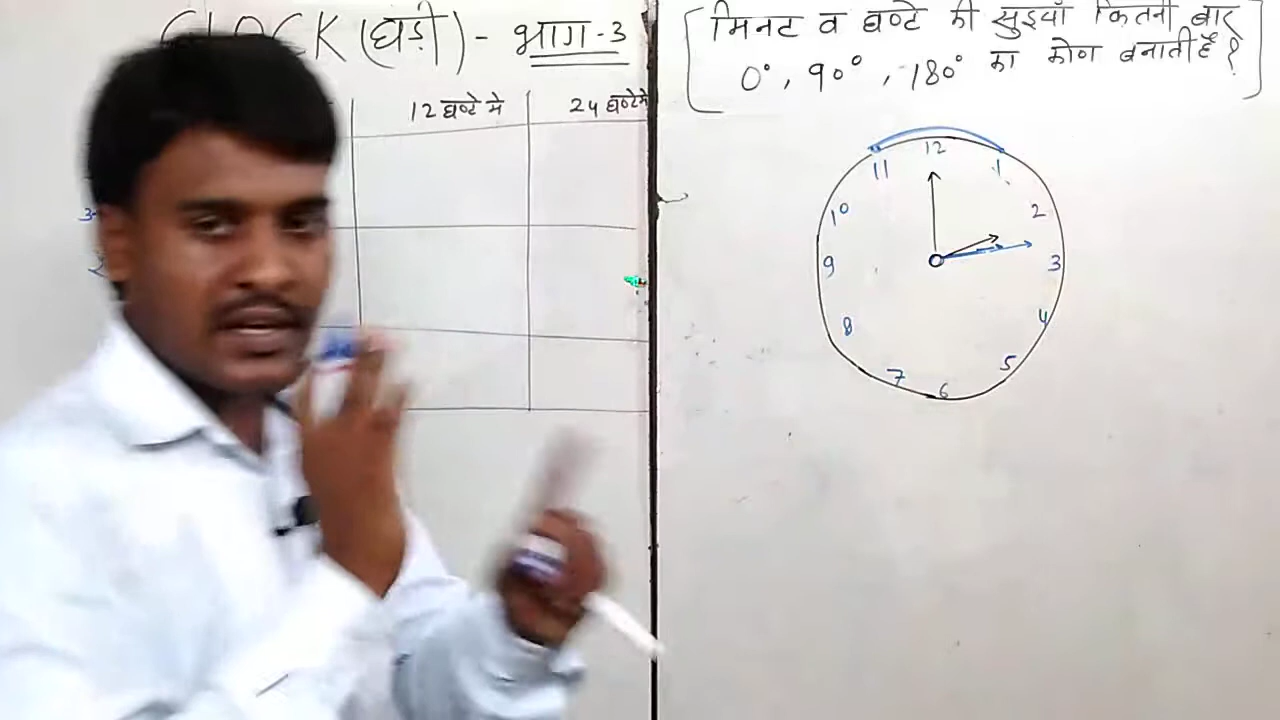 CLOCK (घड़ी) - भाग-3
12 घण्टे मे
24 घण्टे मे
मिनट व घण्टे की सुइयाँ कितनी बार
0°, 90°, 180° का कोण बनाती हैं ?
12
11
1
10
2
9
3
8
4
7
5
6